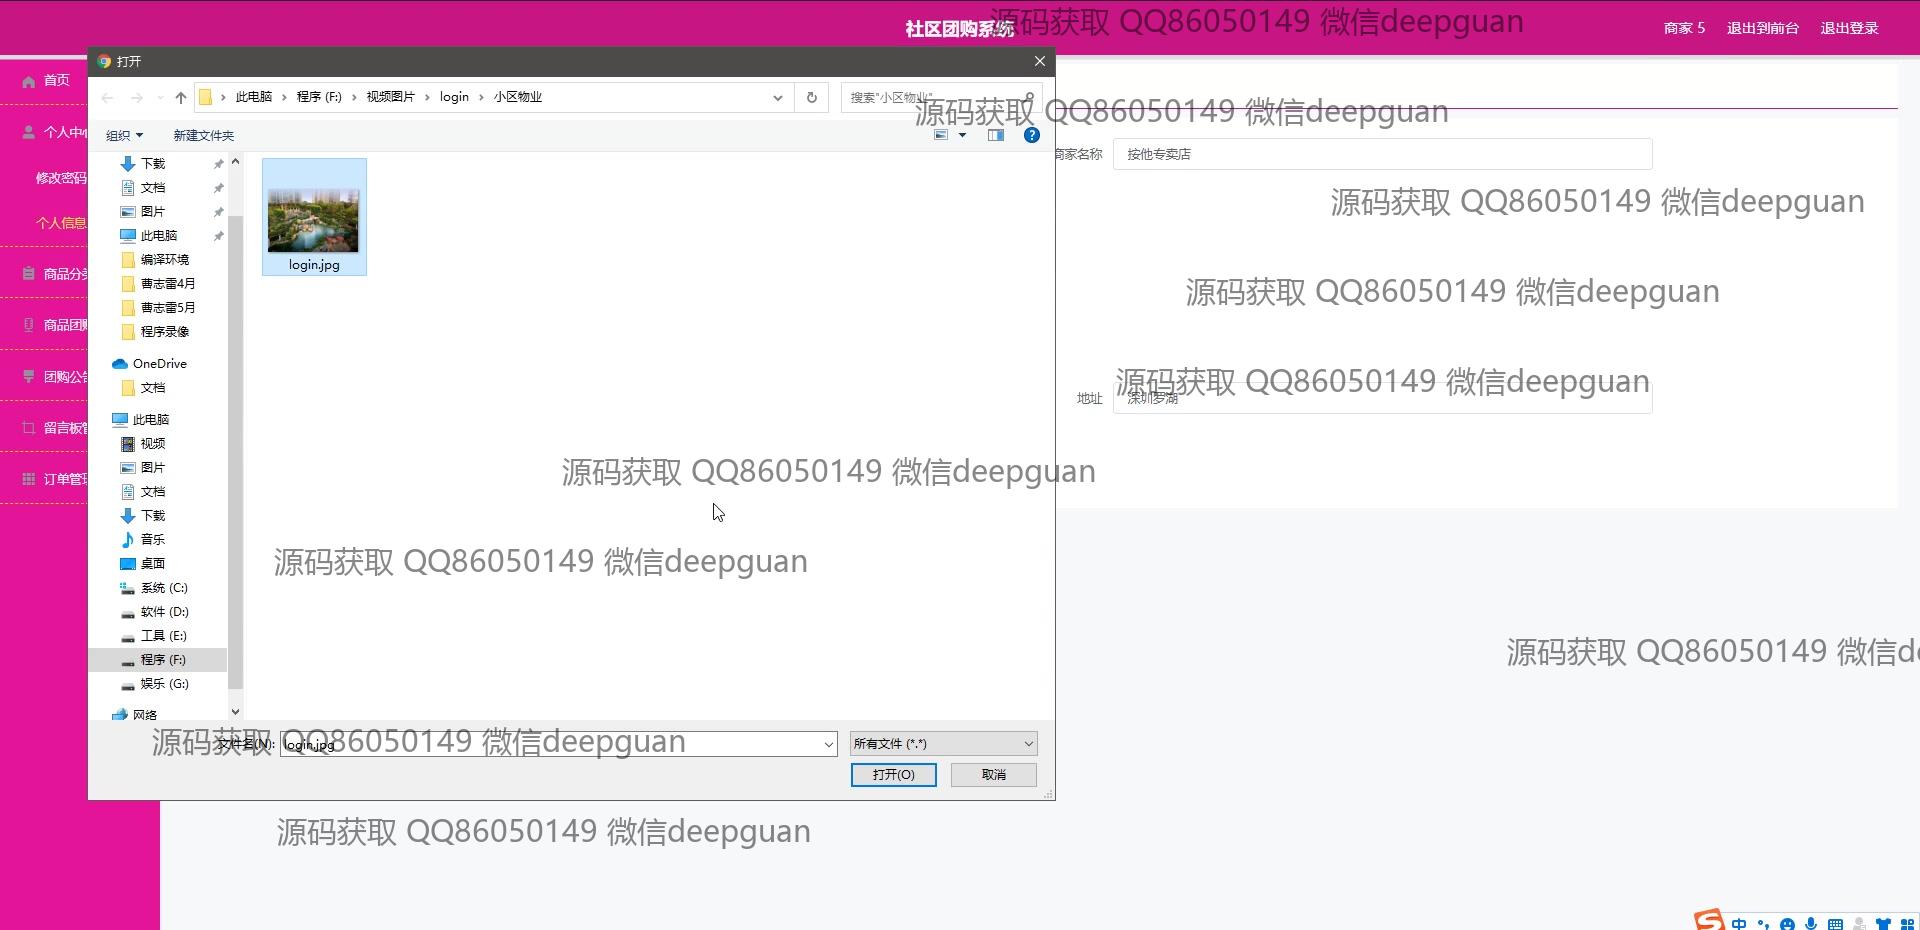 社区团购系统
源码获取 QQ86050149 微信deepguan
商家 5 退出到前台 退出登录
打开
首页
此电脑 › 程序 (F:) › 视频图片 › login › 小区物业
搜索"小区物业"
源码获取 QQ86050149 微信deepguan
个人中
组织 新建文件夹
商家名称 按他专卖店
下载
修改密码
文档
源码获取 QQ86050149 微信deepguan
图片
个人信息
此电脑
编译环境
login.jpg
商品分类
曹志雷4月
源码获取 QQ86050149 微信deepguan
曹志雷5月
商品团购
程序录像
OneDrive
团购公告
源码获取 QQ86050149 微信deepguan
文档
地址 深圳罗湖
此电脑
留言板管
视频
图片
源码获取 QQ86050149 微信deepguan
订单管理
文档
下载
音乐
桌面
源码获取 QQ86050149 微信deepguan
系统 (C:)
软件 (D:)
工具 (E:)
源码获取 QQ86050149 微信d
程序 (F:)
娱乐 (G:)
网络
源码获取 QQ86050149 微信deepguan
文件名(N): login.jpg
所有文件 (*.*)
打开(O) 取消
源码获取 QQ86050149 微信deepguan
中